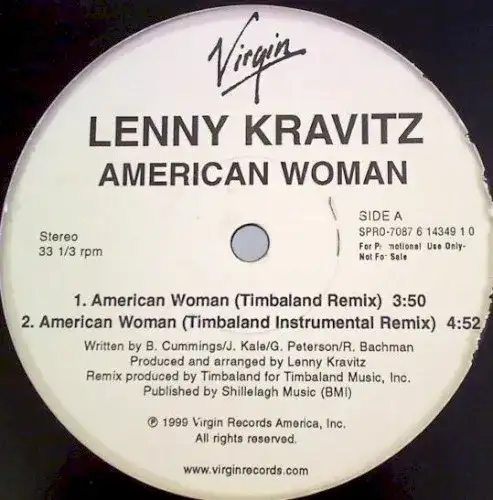 Virgin
LENNY KRAVITZ
AMERICAN WOMAN
SIDE A
SPRO-7087 6 14349 1 0
For Promotional Use Only-
Not For Sale
Stereo
33 1/3 rpm
1. American Woman (Timbaland Remix) 3:50
2. American Woman (Timbaland Instrumental Remix) 4:52
Written by B. Cummings/J. Kale/G. Peterson/R. Bachman
Produced and arranged by Lenny Kravitz
Remix produced by Timbaland for Timbaland Music, Inc.
Published by Shillelagh Music (BMI)
℗ 1999 Virgin Records America, Inc.
All rights reserved.
www.virginrecords.com